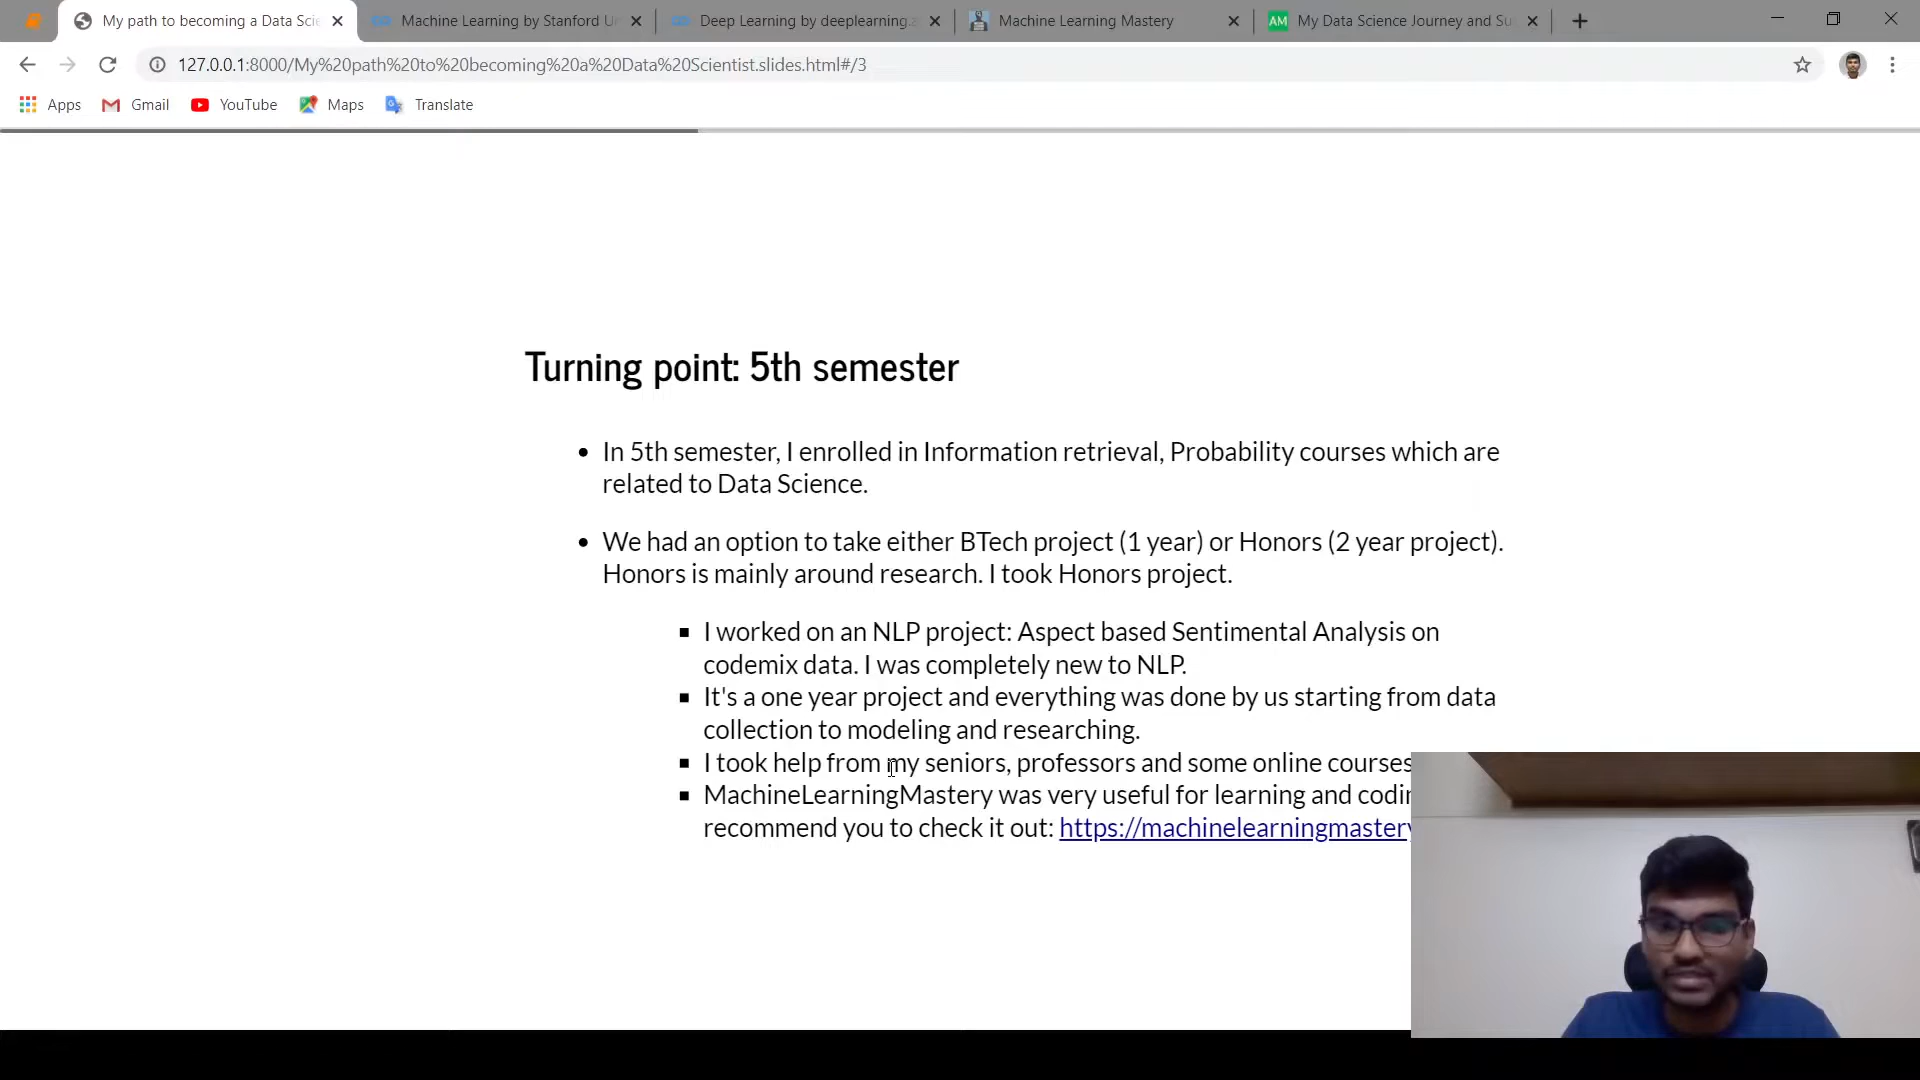 My path to becoming a Data Scie
Machine Learning by Stanford Un
Deep Learning by deeplearning.a
Machine Learning Mastery
AM My Data Science Journey and Su
127.0.0.1:8000/My%20path%20to%20becoming%20a%20Data%20Scientist.slides.html#/3
Apps Gmail YouTube Maps Translate
Turning point: 5th semester
In 5th semester, I enrolled in Information retrieval, Probability courses which are
related to Data Science.
We had an option to take either BTech project (1 year) or Honors (2 year project).
Honors is mainly around research. I took Honors project.
I worked on an NLP project: Aspect based Sentimental Analysis on
codemix data. I was completely new to NLP.
It's a one year project and everything was done by us starting from data
collection to modeling and researching.
I took help from my seniors, professors and some online courses
MachineLearningMastery was very useful for learning and codin
recommend you to check it out: https://machinelearningmastery